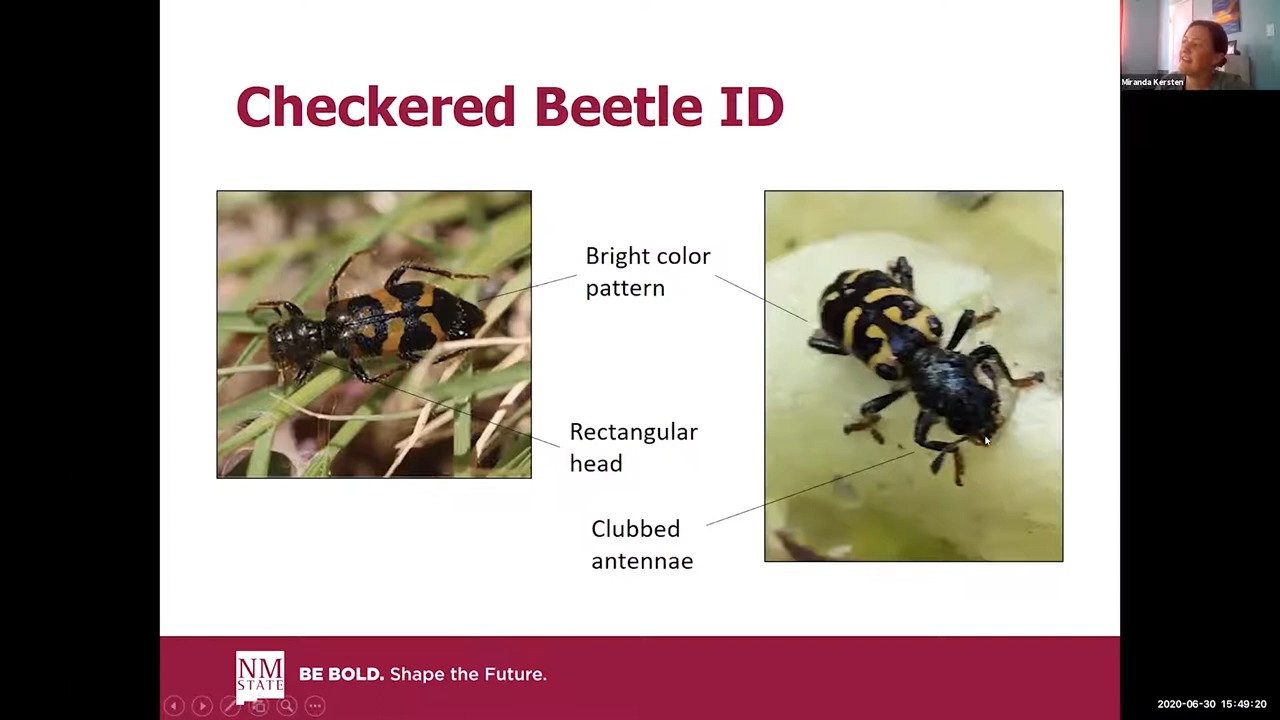 Miranda Kersten
Checkered Beetle ID
Bright color
pattern
Rectangular
head
Clubbed
antennae
NM
STATE
BE BOLD. Shape the Future.
2020-06-30 15:49:20